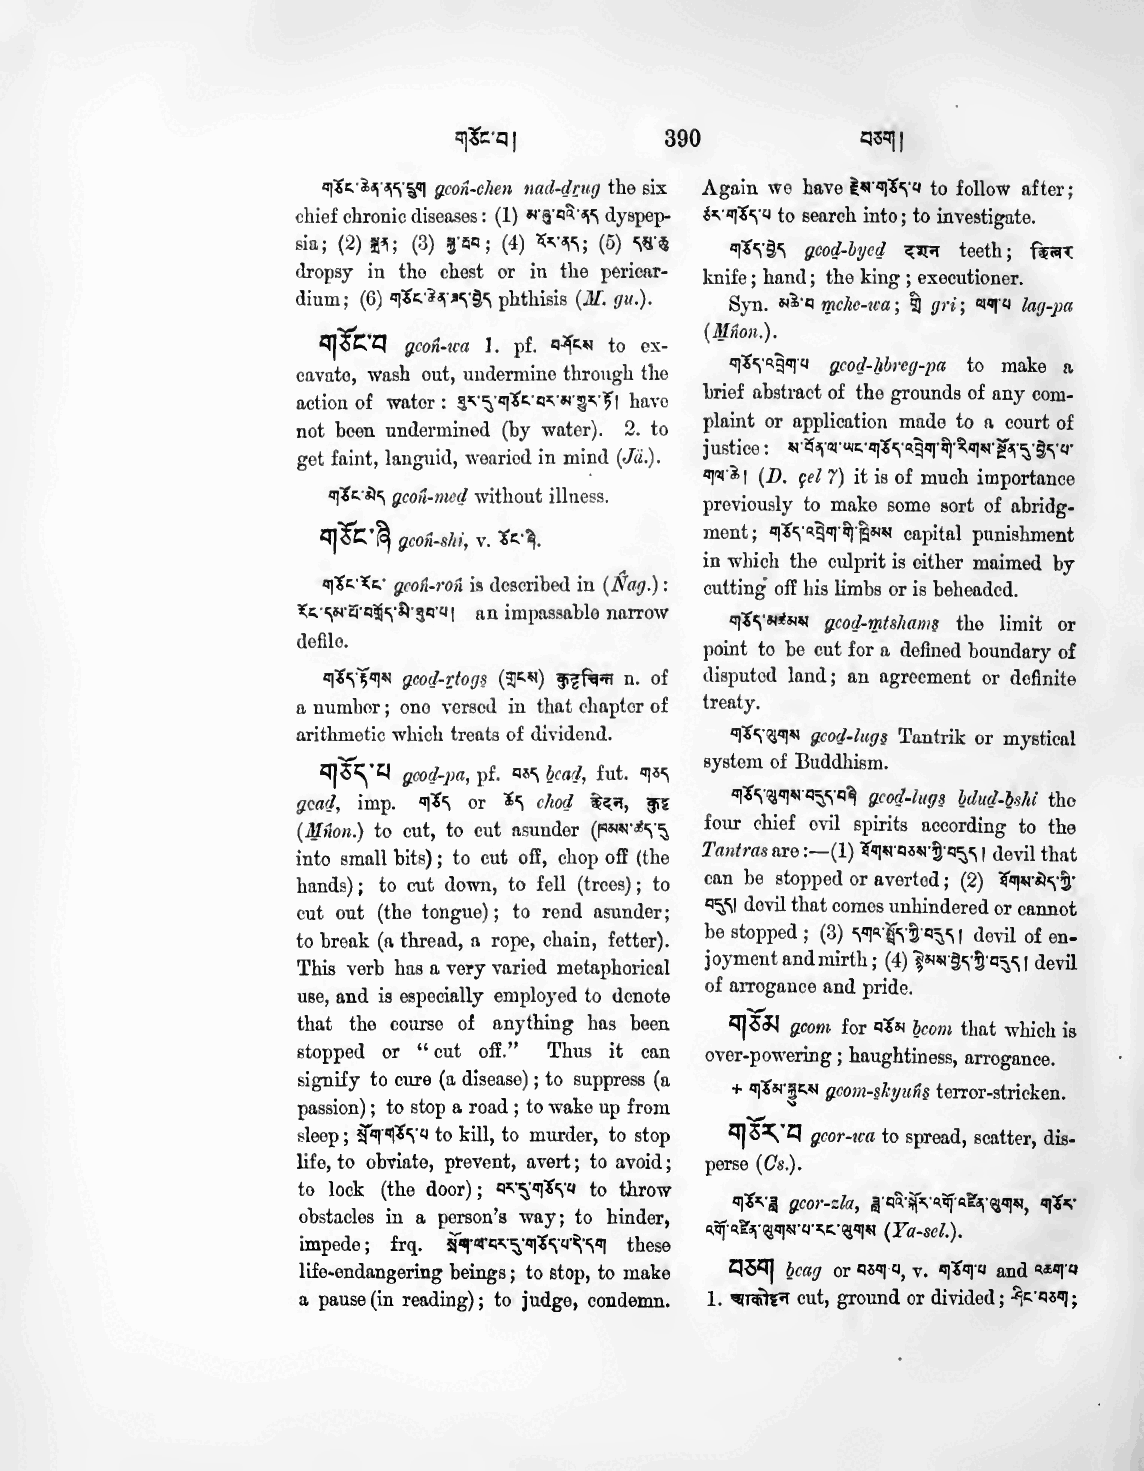 གཅོང་བ། 390 བཅག།
གཅོང་ཆེན་ནད་དྲུག gcoṅ-chen nad-drug the six
chief chronic diseases: (1) མ་ཞུ་བའི་ནད dyspep-
sia; (2) (3) (4) (5)
dropsy in the chest or in the pericar-
dium; (6) གཅོང་ཆེན་ཟད་བྱེད phthisis (M. gu.).
གཅོང་བ gcoṅ-wa 1. pf. བཤོངས to ex-
cavate, wash out, undermine through the
action of water: ཧུར་དུ་གཅོང་བར་མ་གྱུར་ཏོ། have
not been undermined (by water). 2. to
get faint, languid, wearied in mind (Jä.).
གཅོང་མེད gcoṅ-med without illness.
གཅོང་ཞི gcoṅ-shi, v. ཅོང་ཞི.
གཅོང་རོང་ gcoṅ-roṅ is described in (Ñag.):
རོང་དམ་པོ་བགྲོད་མི་ཐུབ་པ། an impassable narrow
defile.
གཅོད་རྟོགས gcod-rtogs (གྲངས) कुट्टचिन्त n. of
a number; one versed in that chapter of
arithmetic which treats of dividend.
གཅོད་པ gcod-pa, pf. བཅད bcad, fut. གཅད
gcad, imp. གཅོད or ཆོད chod छेदन, कुट्ट
(Mṅon.) to cut, to cut asunder (ཁམས་ཚད་དུ
into small bits); to cut off, chop off (the
hands); to cut down, to fell (trees); to
cut out (the tongue); to rend asunder;
to break (a thread, a rope, chain, fetter).
This verb has a very varied metaphorical
use, and is especially employed to denote
that the course of anything has been
stopped or “cut off.” Thus it can
signify to cure (a disease); to suppress (a
passion); to stop a road; to wake up from
sleep; སྲོག་གཅོད་པ to kill, to murder, to stop
life, to obviate, prevent, avert; to avoid;
to lock (the door); བར་དུ་གཅོད་པ to throw
obstacles in a person’s way; to hinder,
impede; frq. སྲོག་ལ་བར་དུ་གཅོད་པ་དེ་དག these
life-endangering beings; to stop, to make
a pause (in reading); to judge, condemn.
Again we have རྗེས་གཅོད་པ to follow after;
ཙར་གཅོད་པ to search into; to investigate.
གཅོད་བྱེད gcod-byed दशन teeth;
knife; hand; the king; executioner.
Syn. མཆེ་བ mche-wa; གྲི gri; ལག་པ lag-pa
(Mṅon.).
གཅོད་འབྲེག་པ gcod-ḥbreg-pa to make a
brief abstract of the grounds of any com-
plaint or application made to a court of
justice: ས་བོན་ལ་ཡང་གཅོད་འབྲེག་གི་རིགས་སྔོན་དུ་བྱེད་པ་
གལ་ཆེ། (D. çel 7) it is of much importance
previously to make some sort of abridg-
ment; གཅོད་འབྲེག་གི་ཁྲིམས capital punishment
in which the culprit is either maimed by
cutting off his limbs or is beheaded.
གཅོད་མཚམས gcod-mtshams the limit or
point to be cut for a defined boundary of
disputed land; an agreement or definite
treaty.
གཅོད་ལུགས gcod-lugs Tantrik or mystical
system of Buddhism.
གཅོད་ལུགས་བདུད་བཞི gcod-lugs bdud-bshi the
four chief evil spirits according to the
Tantras are:—(1) ཐོགས་བཅས་ཀྱི་བདུད། devil that
can be stopped or averted; (2) ཐོགས་མེད་ཀྱི་
བདུད། devil that comes unhindered or cannot
be stopped; (3) དགའ་སྤྲོད་ཀྱི་བདུད། devil of en-
joyment and mirth; (4) སྙེམས་བྱེད་ཀྱི་བདུད། devil
of arrogance and pride.
གཅོམ gcom for བཅོམ bcom that which is
over-powering; haughtiness, arrogance.
+ གཅོམ་སྐྱུངས gcom-skyuṅs terror-stricken.
གཅོར་བ gcor-wa to spread, scatter, dis-
perse (Cs.).
གཅོར་ཟླ gcor-zla, ཟླ་བའི་སྐོར་འགོ་འཛིན་ལུགས, གཅོར་
འགོ་འཛིན་ལུགས་པ་རང་ལུགས (Ya-sel.).
བཅག bcag or བཅག་པ, v. གཅོག་པ and འཆག་པ
1. आकोट्टन cut, ground or divided; ཤིང་བཅག;